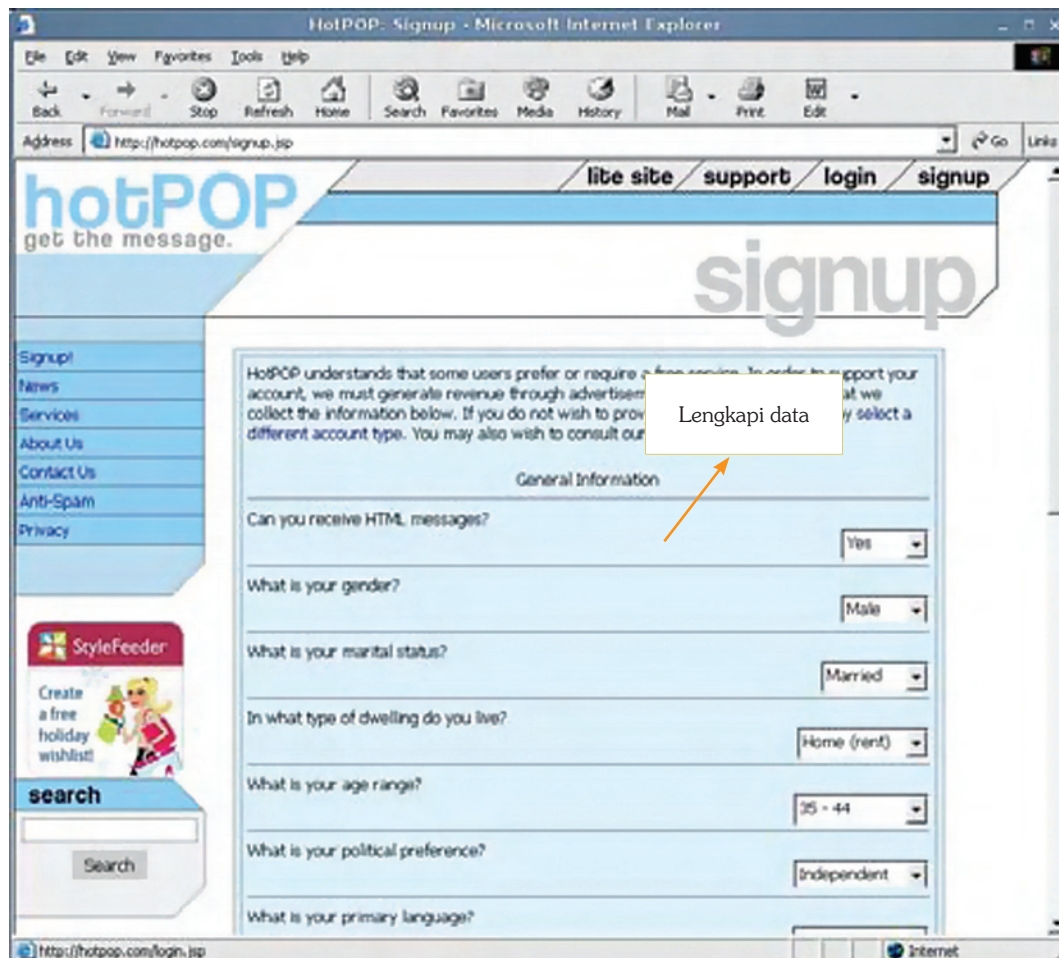 HotPOP: Signup - Microsoft Internet Explorer
File Edit View Favorites Tools Help
Back Forward Stop Refresh Home Search Favorites Media History Mail Print Edit
Address http://hotpop.com/signup.jsp Go Links
hotPOP
get the message.
lite site support login signup
signup
Signup!
News
Services
About Us
Contact Us
Anti-Spam
Privacy
StyleFeeder
Create
a free
holiday
wishlist!
search
Search
HotPOP understands that some users prefer or require a free service. In order to support your
account, we must generate revenue through at we
collect the information below. If you do not wish to select a
different account type. You may also wish to consult our
Lengkapi data
General Information
Can you receive HTML messages?
Yes
What is your gender?
Male
What is your marital status?
Married
In what type of dwelling do you live?
Home (rent)
What is your age range?
35 - 44
What is your political preference?
Independent
What is your primary language?
http://hotpop.com/login.jsp
Internet